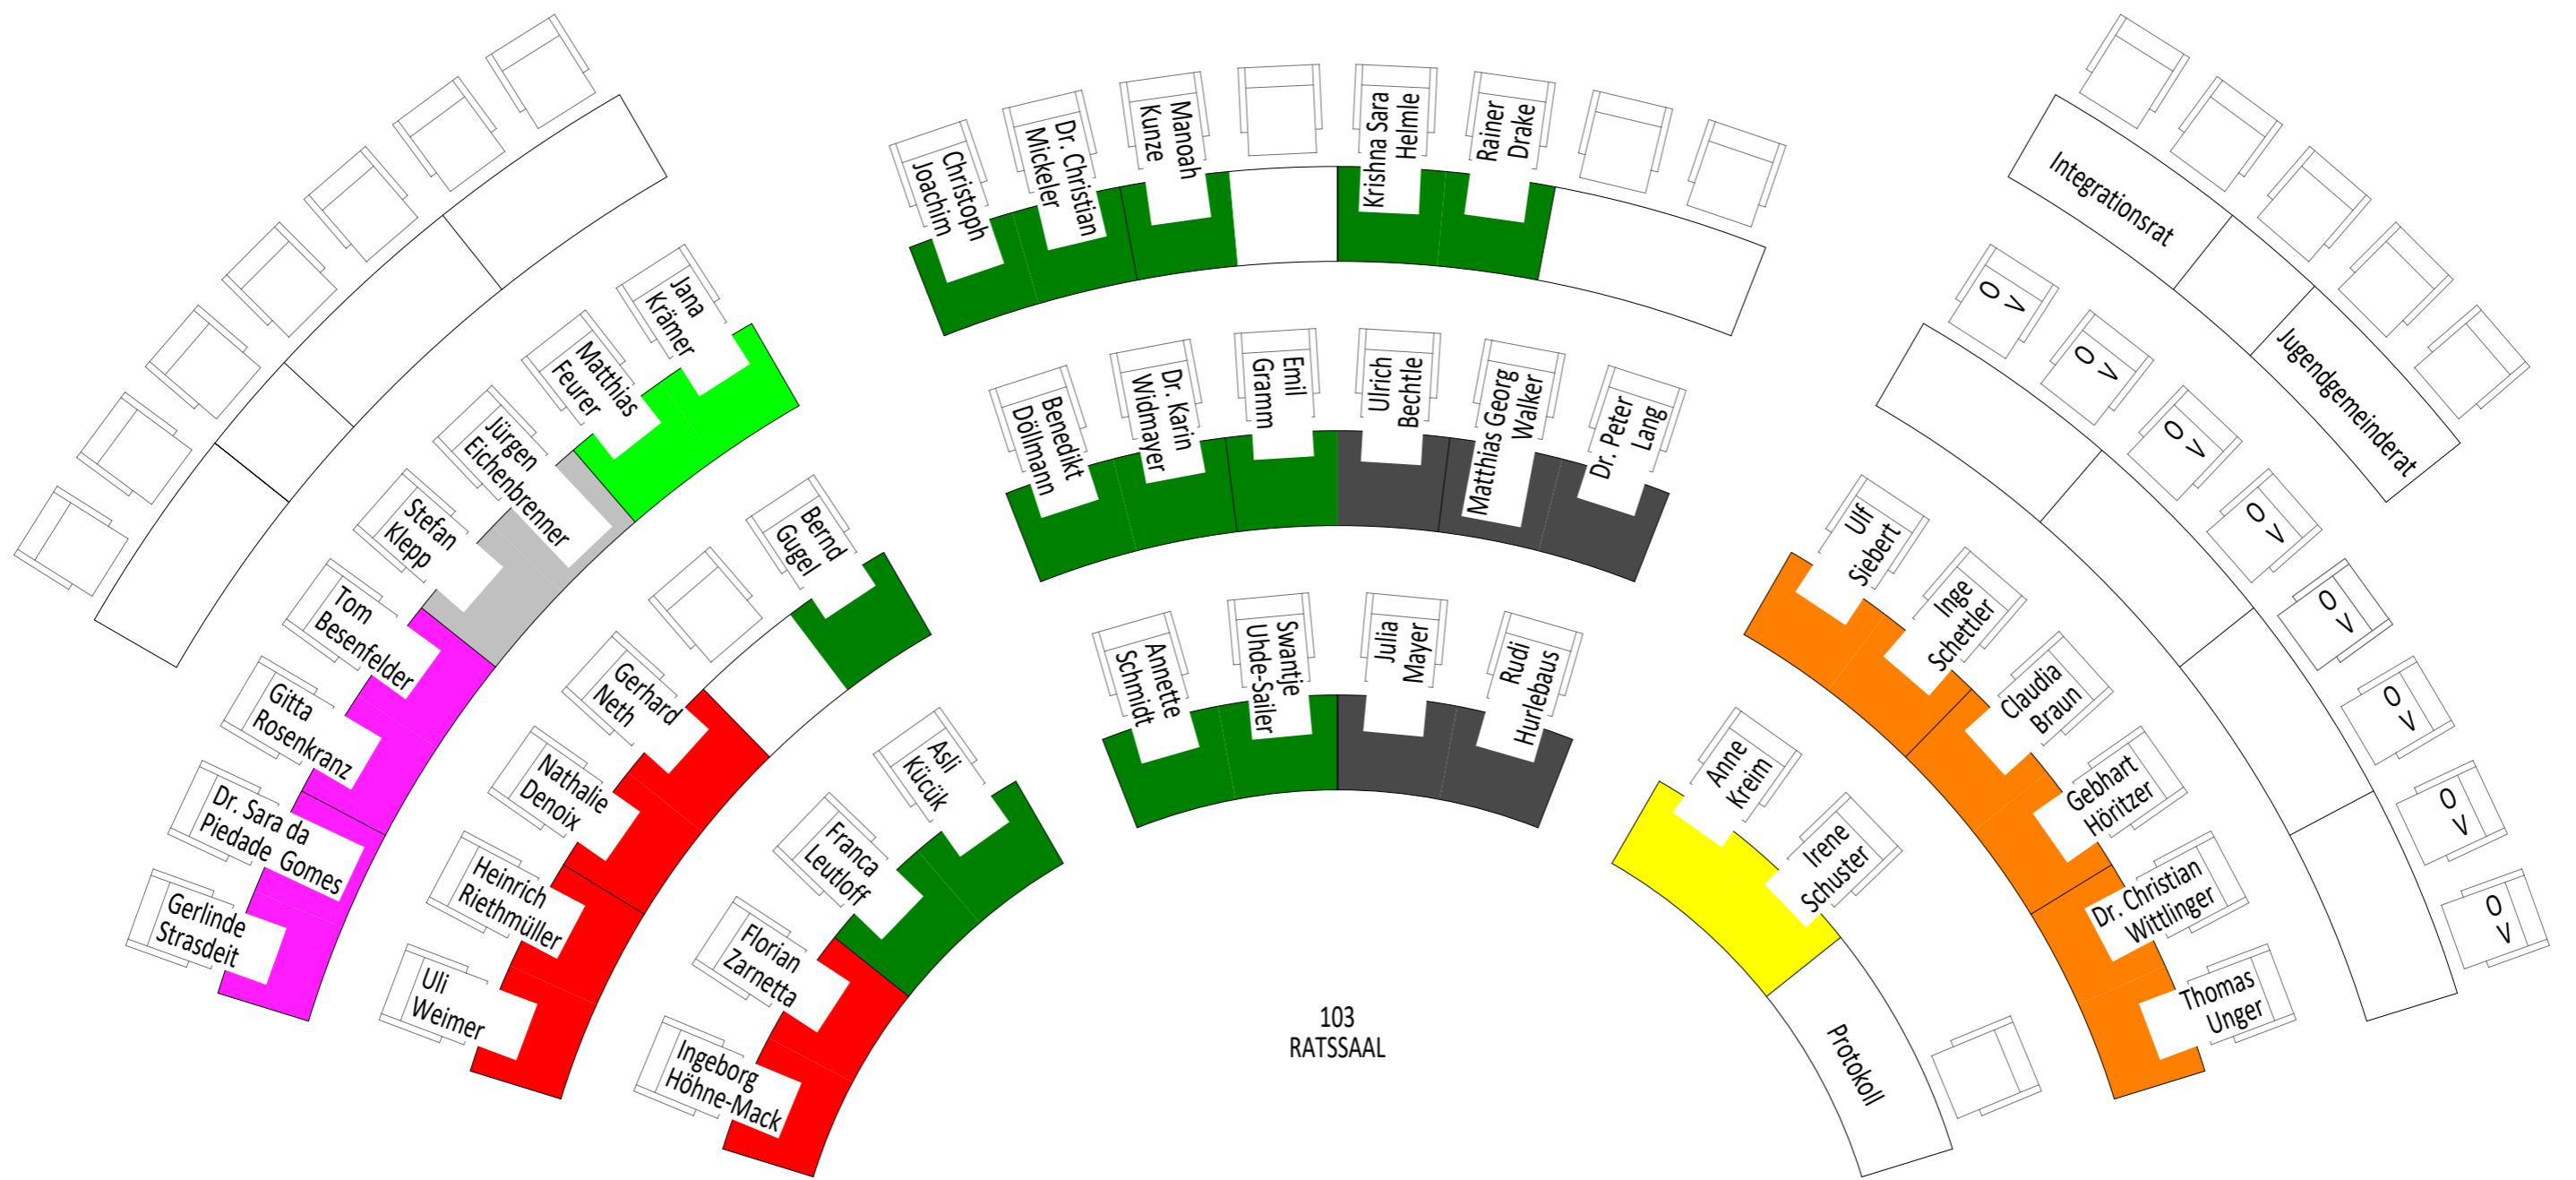 Christoph
Joachim
Dr. Christian
Mickeler
Manoah
Kunze
Krishna Sara
Helmle
Rainer
Drake
Benedikt
Döllmann
Dr. Karin
Widmayer
Emil
Gramm
Ulrich
Bechtle
Matthias Georg
Walker
Dr. Peter
Lang
Annette
Schmidt
Swantje
Uhde-Sailer
Julia
Mayer
Rudi
Hurlebaus
Jana
Krämer
Matthias
Feurer
Jürgen
Eichenbrenner
Stefan
Klepp
Tom
Besenfelder
Gitta
Rosenkranz
Dr. Sara da
Piedade Gomes
Gerlinde
Strasdeit
Bernd
Gugel
Gerhard
Neth
Nathalie
Denoix
Heinrich
Riethmüller
Uli
Weimer
Asli
Kücük
Franca
Leutloff
Florian
Zarnetta
Ingeborg
Höhne-Mack
103
RATSSAAL
Anne
Kreim
Irene
Schuster
Protokoll
Ulf
Siebert
Inge
Schettler
Claudia
Braun
Gebhart
Höritzer
Dr. Christian
Wittlinger
Thomas
Unger
O
V
O
V
O
V
O
V
O
V
O
V
O
V
O
V
Integrationsrat
Jugendgemeinderat